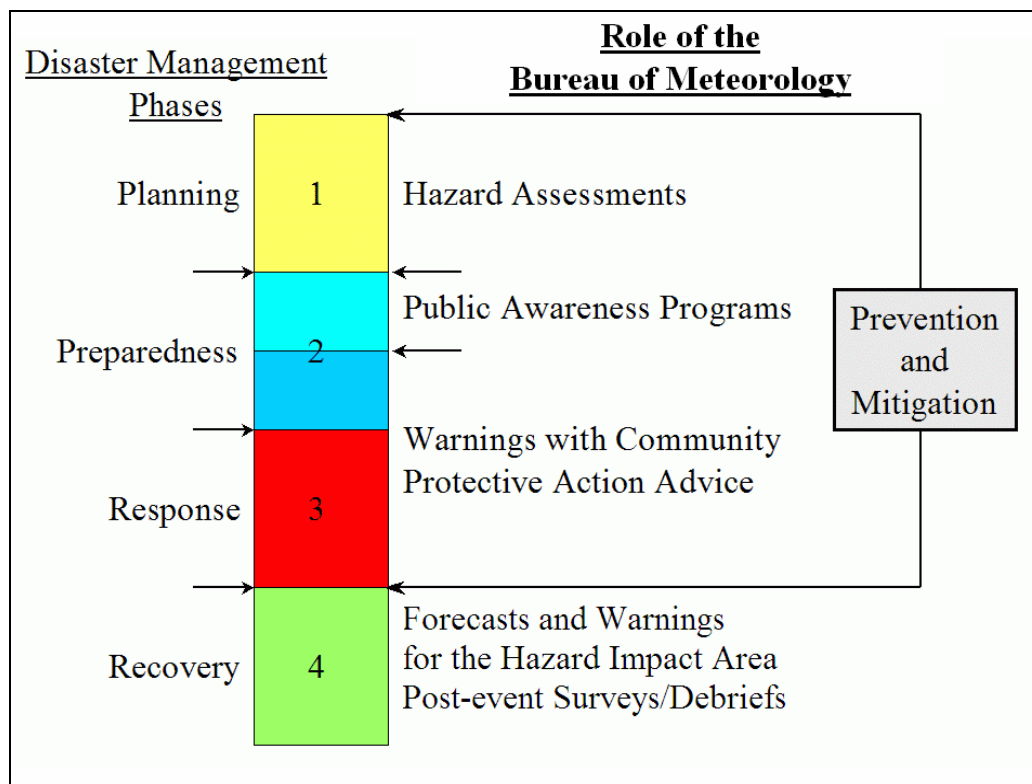 Role of the
Bureau of Meteorology
Disaster Management
Phases
Planning
1
Hazard Assessments
Public Awareness Programs
Preparedness
2
Prevention
and
Mitigation
Warnings with Community
Protective Action Advice
Response
3
Forecasts and Warnings
for the Hazard Impact Area
Post-event Surveys/Debriefs
Recovery
4